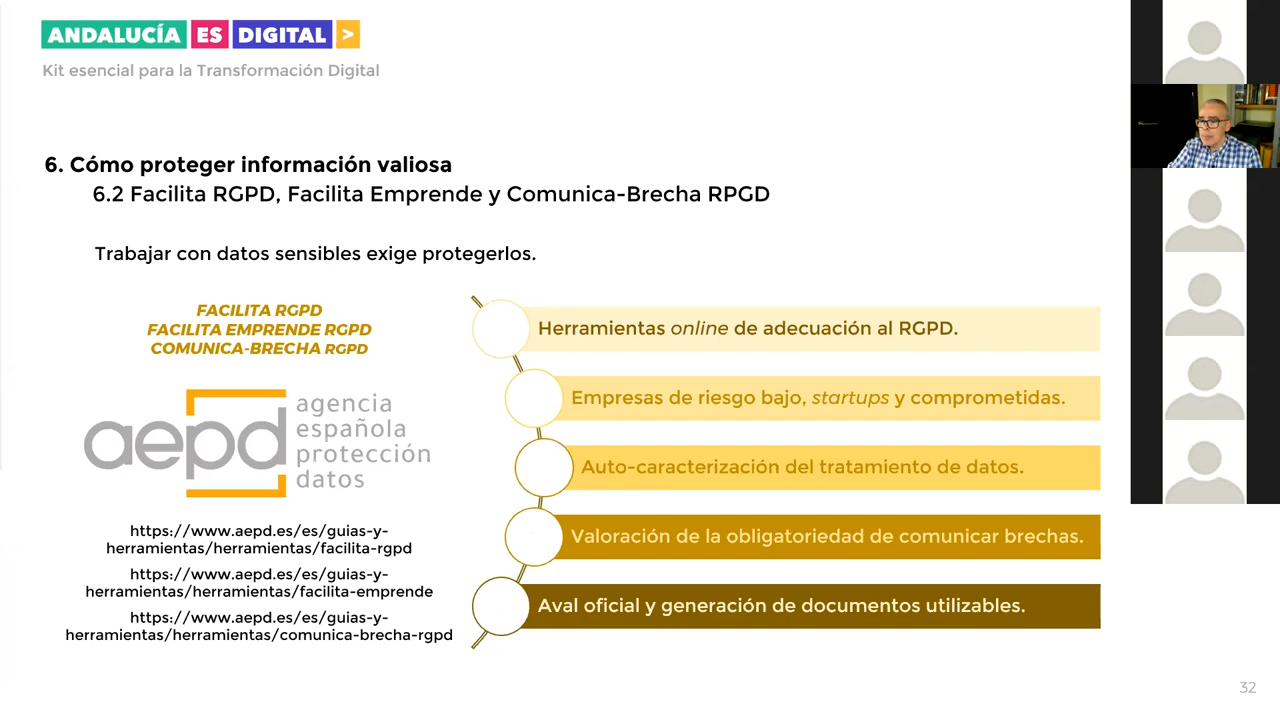 ANDALUCÍA ES DIGITAL >
Kit esencial para la Transformación Digital
6. Cómo proteger información valiosa
6.2 Facilita RGPD, Facilita Emprende y Comunica-Brecha RPGD
Trabajar con datos sensibles exige protegerlos.
FACILITA RGPD
FACILITA EMPRENDE RGPD
COMUNICA-BRECHA RGPD
aepd
agencia
española
protección
datos
https://www.aepd.es/es/guias-y-
herramientas/herramientas/facilita-rgpd
https://www.aepd.es/es/guias-y-
herramientas/herramientas/facilita-emprende
https://www.aepd.es/es/guias-y-
herramientas/herramientas/comunica-brecha-rgpd
Herramientas online de adecuación al RGPD.
Empresas de riesgo bajo, startups y comprometidas.
Auto-caracterización del tratamiento de datos.
Valoración de la obligatoriedad de comunicar brechas.
Aval oficial y generación de documentos utilizables.
32